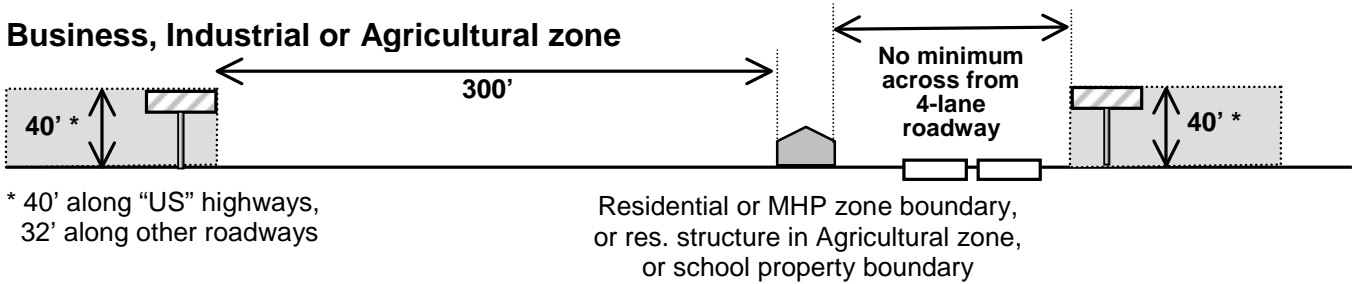 Business, Industrial or Agricultural zone
300’
No minimum
across from
4-lane
roadway
40’ *
40’ *
* 40’ along “US” highways,
32’ along other roadways
Residential or MHP zone boundary,
or res. structure in Agricultural zone,
or school property boundary